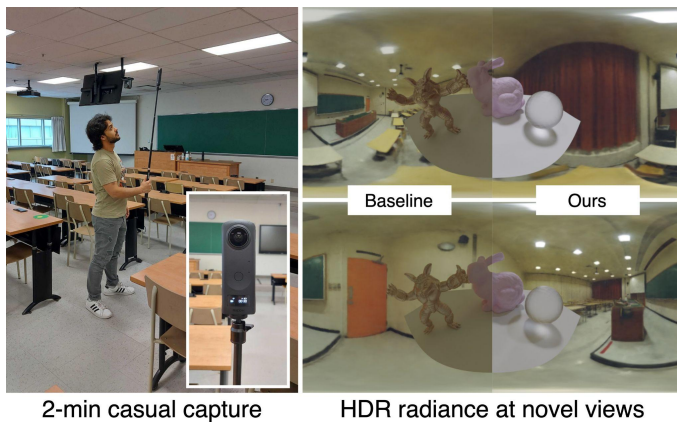 Baseline
Ours
2-min casual capture
HDR radiance at novel views